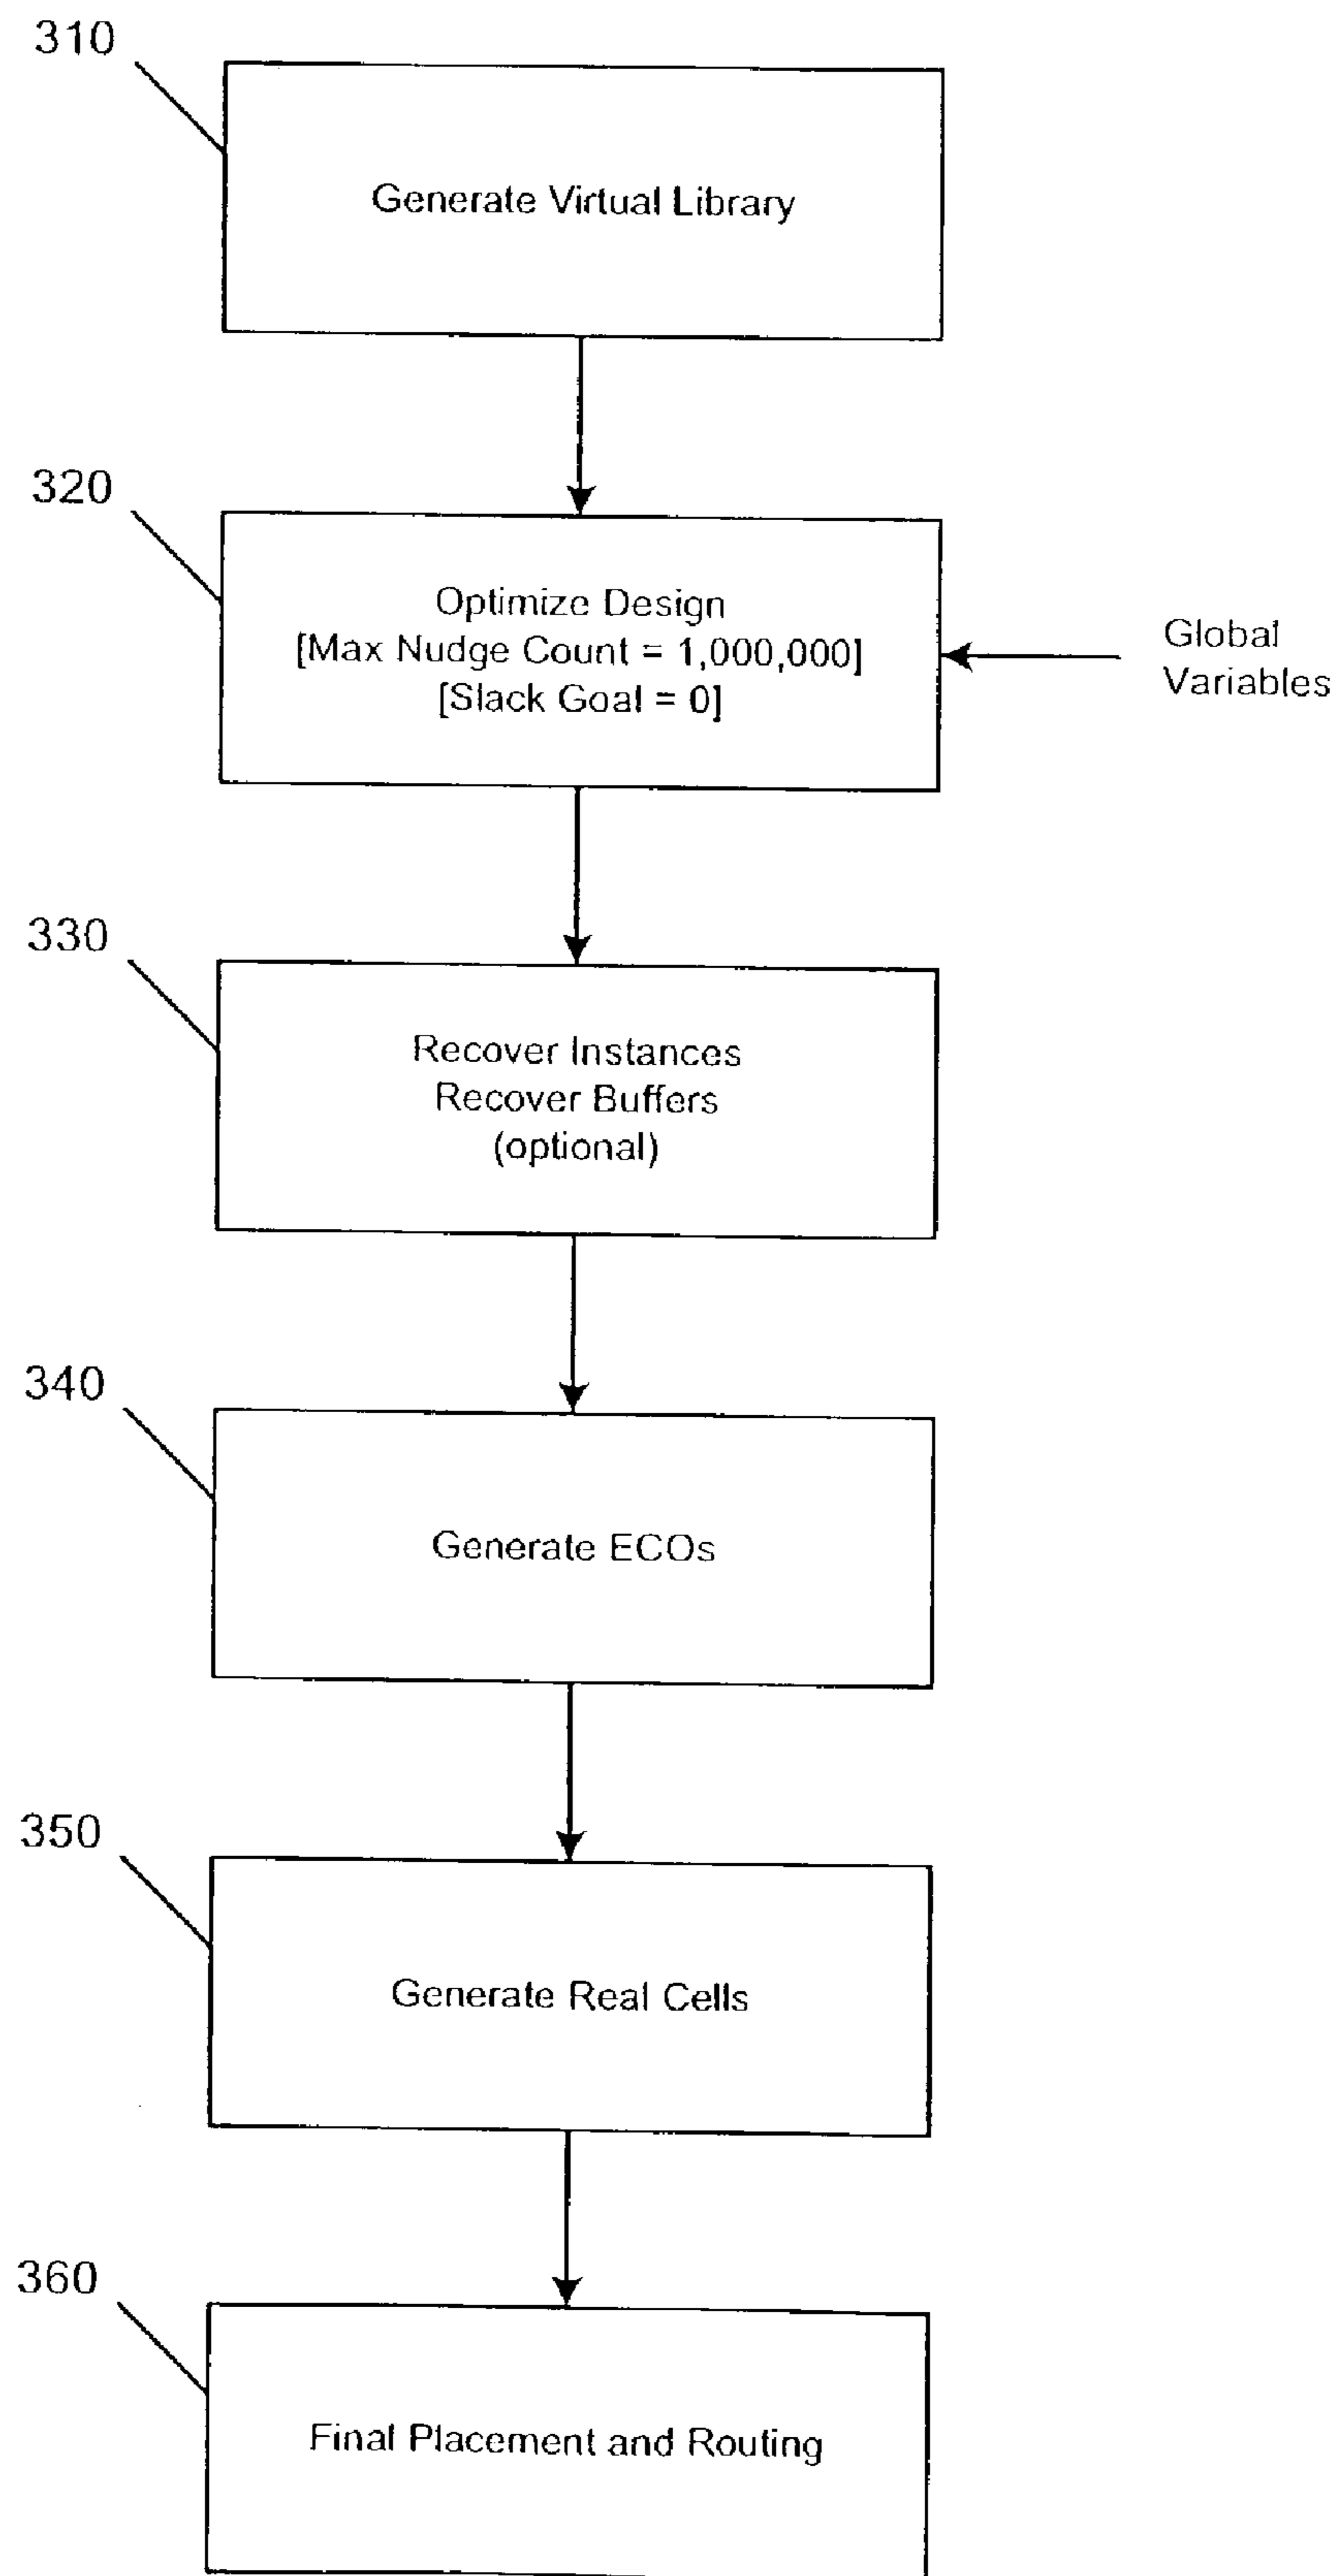 310
Generate Virtual Library
320
Optimize Design
[Max Nudge Count = 1,000,000]
[Slack Goal = 0]
Global
Variables
330
Recover Instances
Recover Buffers
(optional)
340
Generate ECOs
350
Generate Real Cells
360
Final Placement and Routing